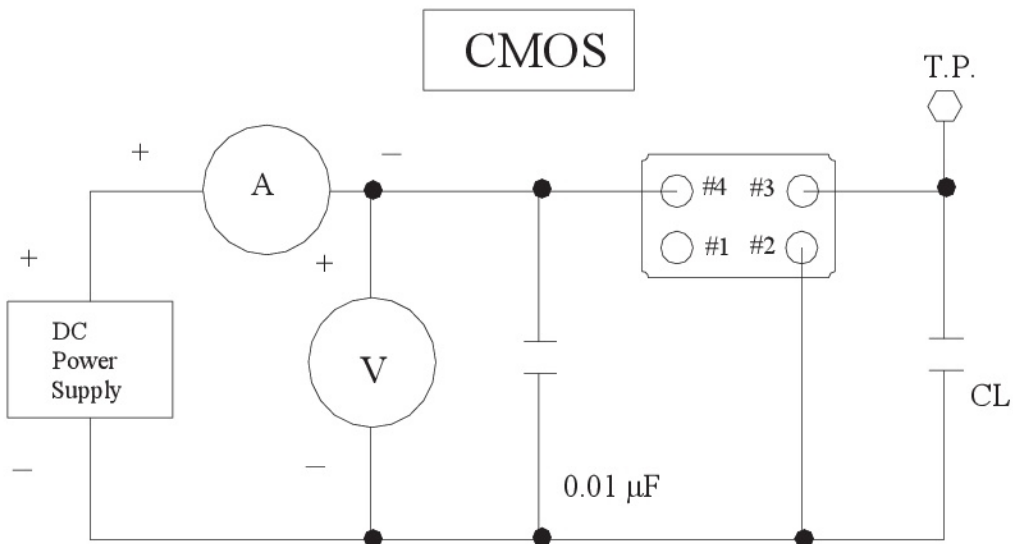 CMOS
T.P.
+
−
A
#4 #3
+
+
#1 #2
DC
Power
Supply
V
CL
−
−
0.01 μF